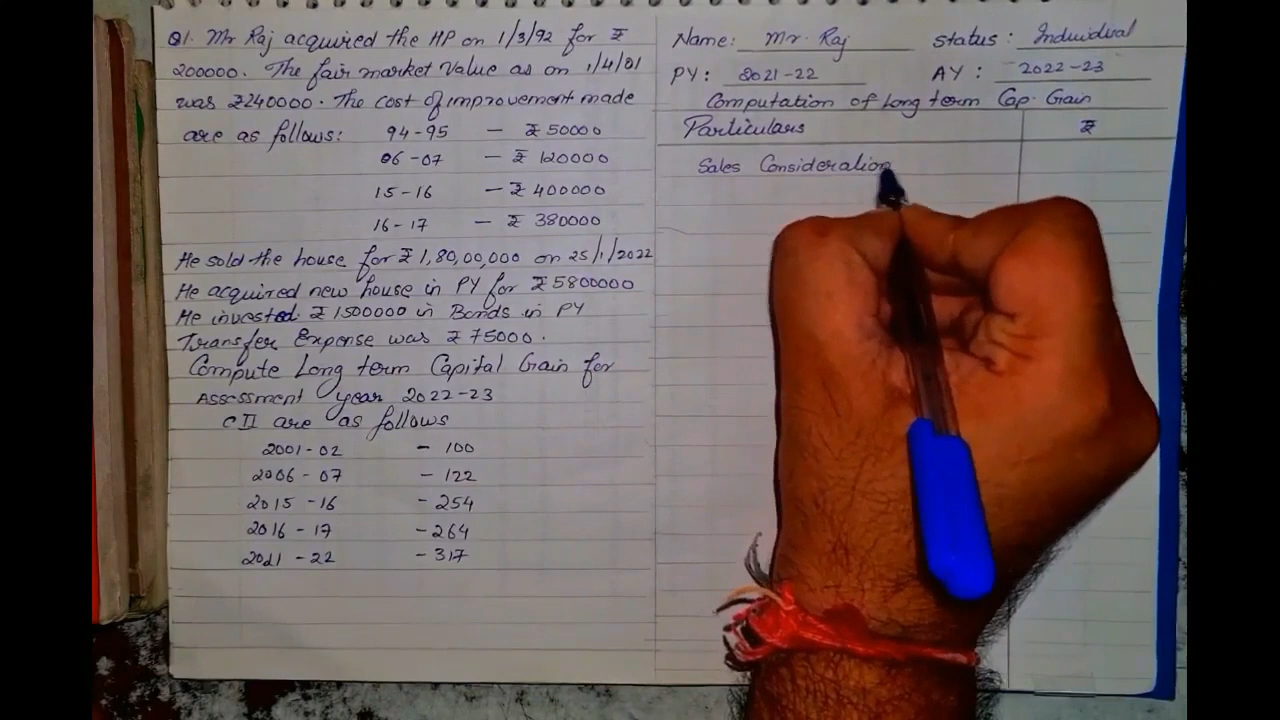 Q1. Mr Raj acquired the HP on 1/3/92 for ₹
200000. The fair market value as on 1/4/01
was ₹240000. The cost of improvement made
are as follows: 94-95 - ₹ 50000
06-07 - ₹ 120000
15-16 - ₹ 400000
16-17 - ₹ 380000
He sold the house for ₹ 1,80,00,000 on 25/1/2022
He acquired new house in PY for ₹ 5800000
He invested ₹ 1500000 in Bonds in PY
Transfer Expense was ₹ 75000.
Compute Long term Capital Gain for
Assessment year 2022-23
CII are as follows
2001-02 - 100
2006-07 - 122
2015-16 - 254
2016-17 - 264
2021-22 - 317
Name: Mr. Raj Status: Individual
PY: 2021-22 AY: 2022-23
Computation of Long term Cap. Gain
Particulars ₹
Sales Consideration